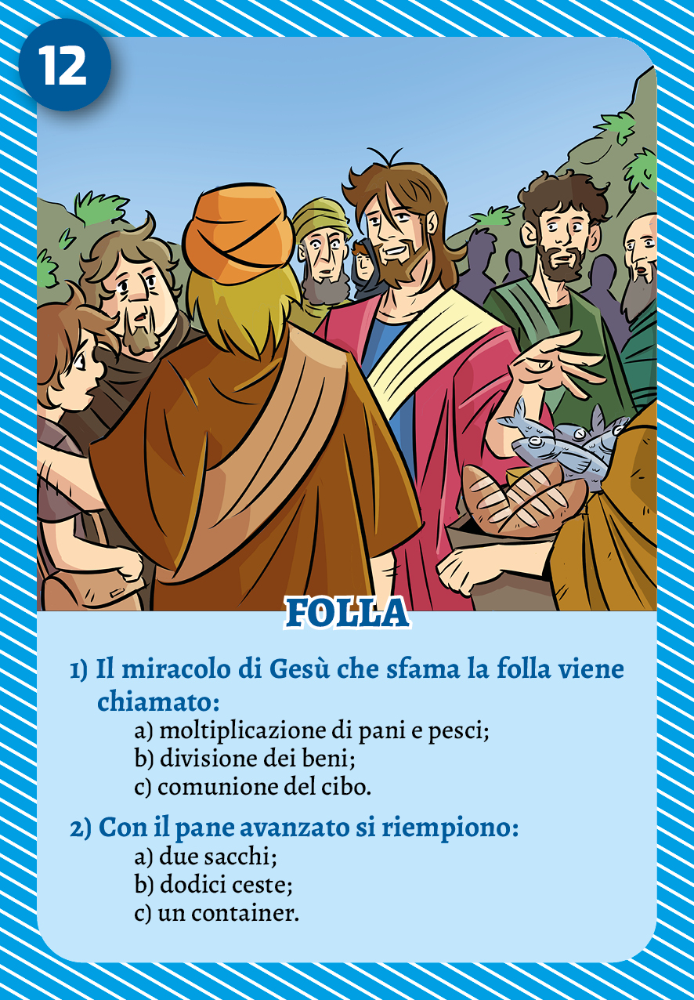 12
FOLLA
1) Il miracolo di Gesù che sfama la folla viene
chiamato:
a) moltiplicazione di pani e pesci;
b) divisione dei beni;
c) comunione del cibo.
2) Con il pane avanzato si riempiono:
a) due sacchi;
b) dodici ceste;
c) un container.